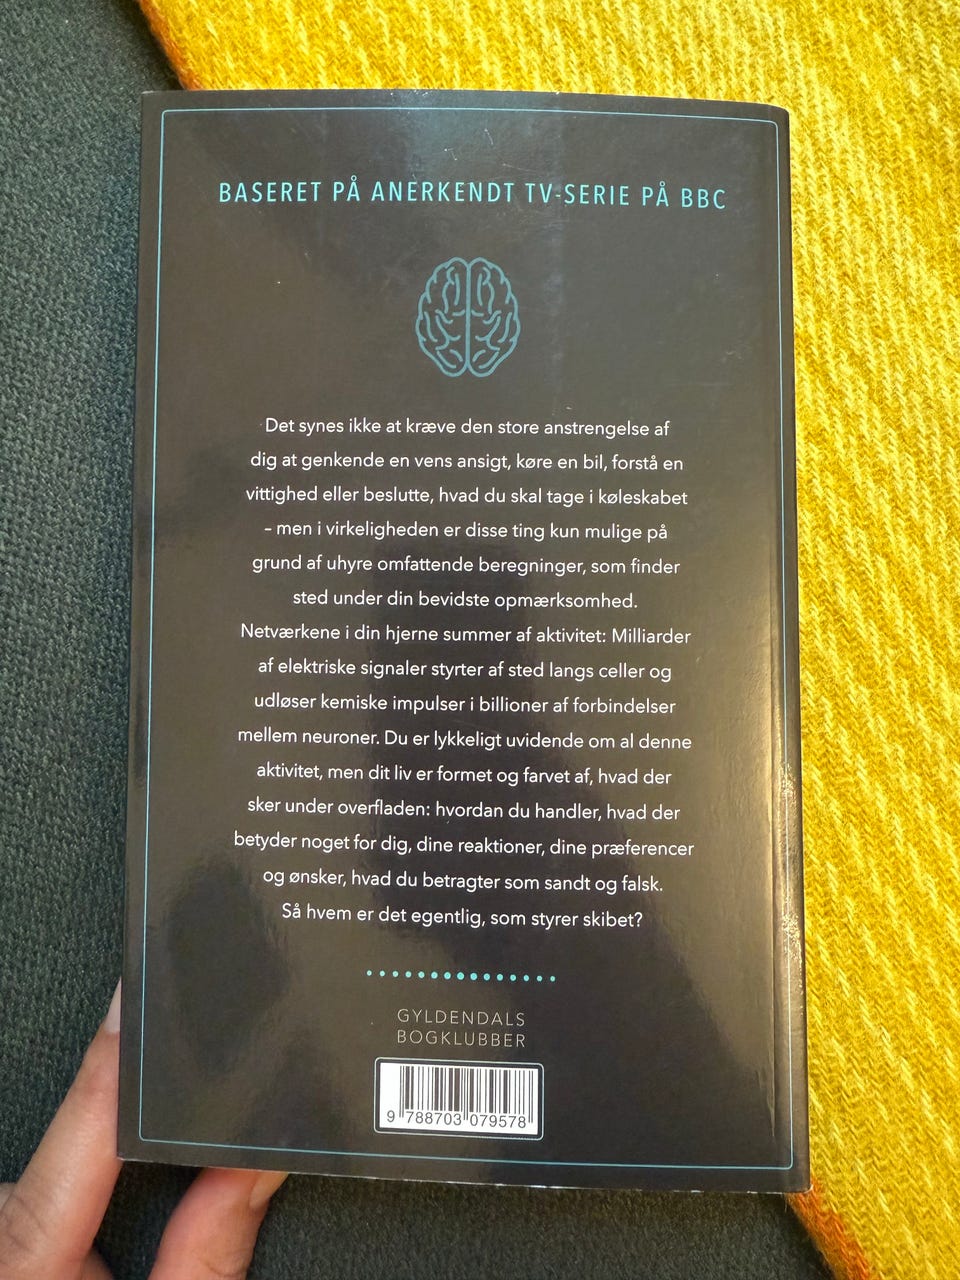 BASERET PÅ ANERKENDT TV-SERIE PÅ BBC
Det synes ikke at kræve den store anstrengelse af
dig at genkende en vens ansigt, køre en bil, forstå en
vittighed eller beslutte, hvad du skal tage i køleskabet
– men i virkeligheden er disse ting kun mulige på
grund af uhyre omfattende beregninger, som finder
sted under din bevidste opmærksomhed.
Netværkene i din hjerne summer af aktivitet: Milliarder
af elektriske signaler styrter af sted langs celler og
udløser kemiske impulser i billioner af forbindelser
mellem neuroner. Du er lykkeligt uvidende om al denne
aktivitet, men dit liv er formet og farvet af, hvad der
sker under overfladen: hvordan du handler, hvad der
betyder noget for dig, dine reaktioner, dine præferencer
og ønsker, hvad du betragter som sandt og falsk.
Så hvem er det egentlig, som styrer skibet?
GYLDENDALS
BOGKLUBBER
9 788703 079578